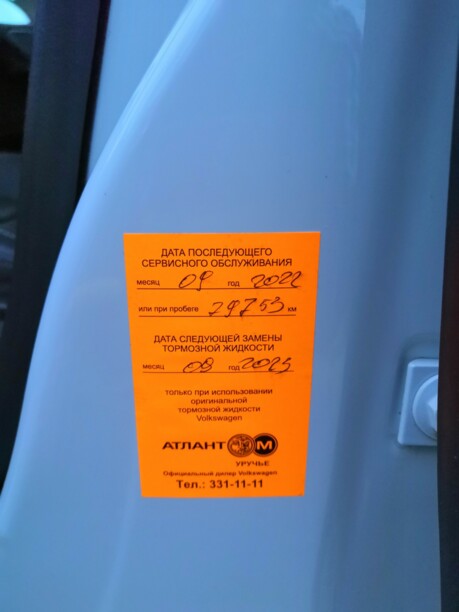 ДАТА ПОСЛЕДУЮЩЕГО
СЕРВИСНОГО ОБСЛУЖИВАНИЯ
месяц 09 год 2022
или при пробеге 29753 км
ДАТА СЛЕДУЮЩЕЙ ЗАМЕНЫ
ТОРМОЗНОЙ ЖИДКОСТИ
месяц 09 год 2023
только при использовании
оригинальной
тормозной жидкости
Volkswagen
АТЛАНТ М
УРУЧЬЕ
Официальный дилер Volkswagen
Тел.: 331-11-11